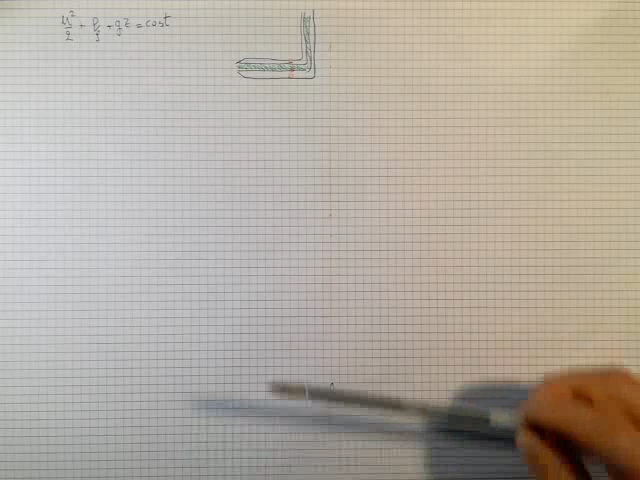 u²/2 + p/ρ + gz = cost